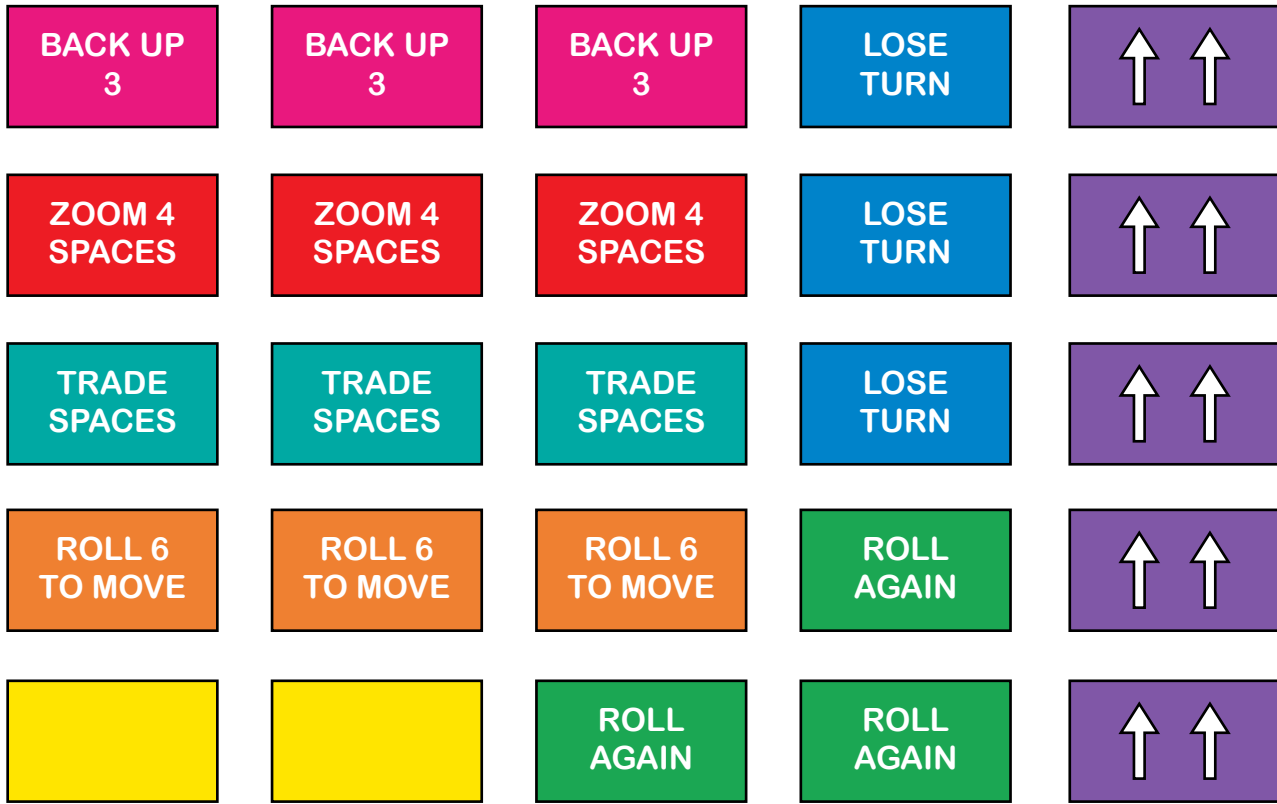 BACK UP
3
BACK UP
3
BACK UP
3
LOSE
TURN
ZOOM 4
SPACES
ZOOM 4
SPACES
ZOOM 4
SPACES
LOSE
TURN
TRADE
SPACES
TRADE
SPACES
TRADE
SPACES
LOSE
TURN
ROLL 6
TO MOVE
ROLL 6
TO MOVE
ROLL 6
TO MOVE
ROLL
AGAIN
ROLL
AGAIN
ROLL
AGAIN